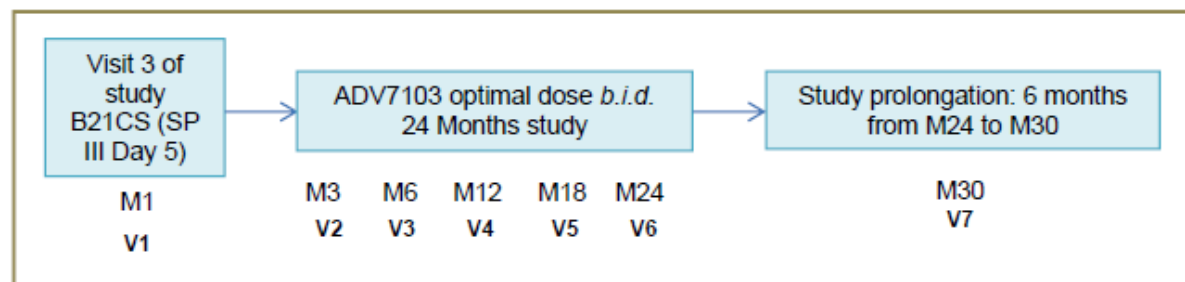 Visit 3 of
study
B21CS (SP
III Day 5)
ADV7103 optimal dose b.i.d.
24 Months study
Study prolongation: 6 months
from M24 to M30
M1
M3 M6 M12 M18 M24
M30
V1
V2 V3 V4 V5 V6
V7